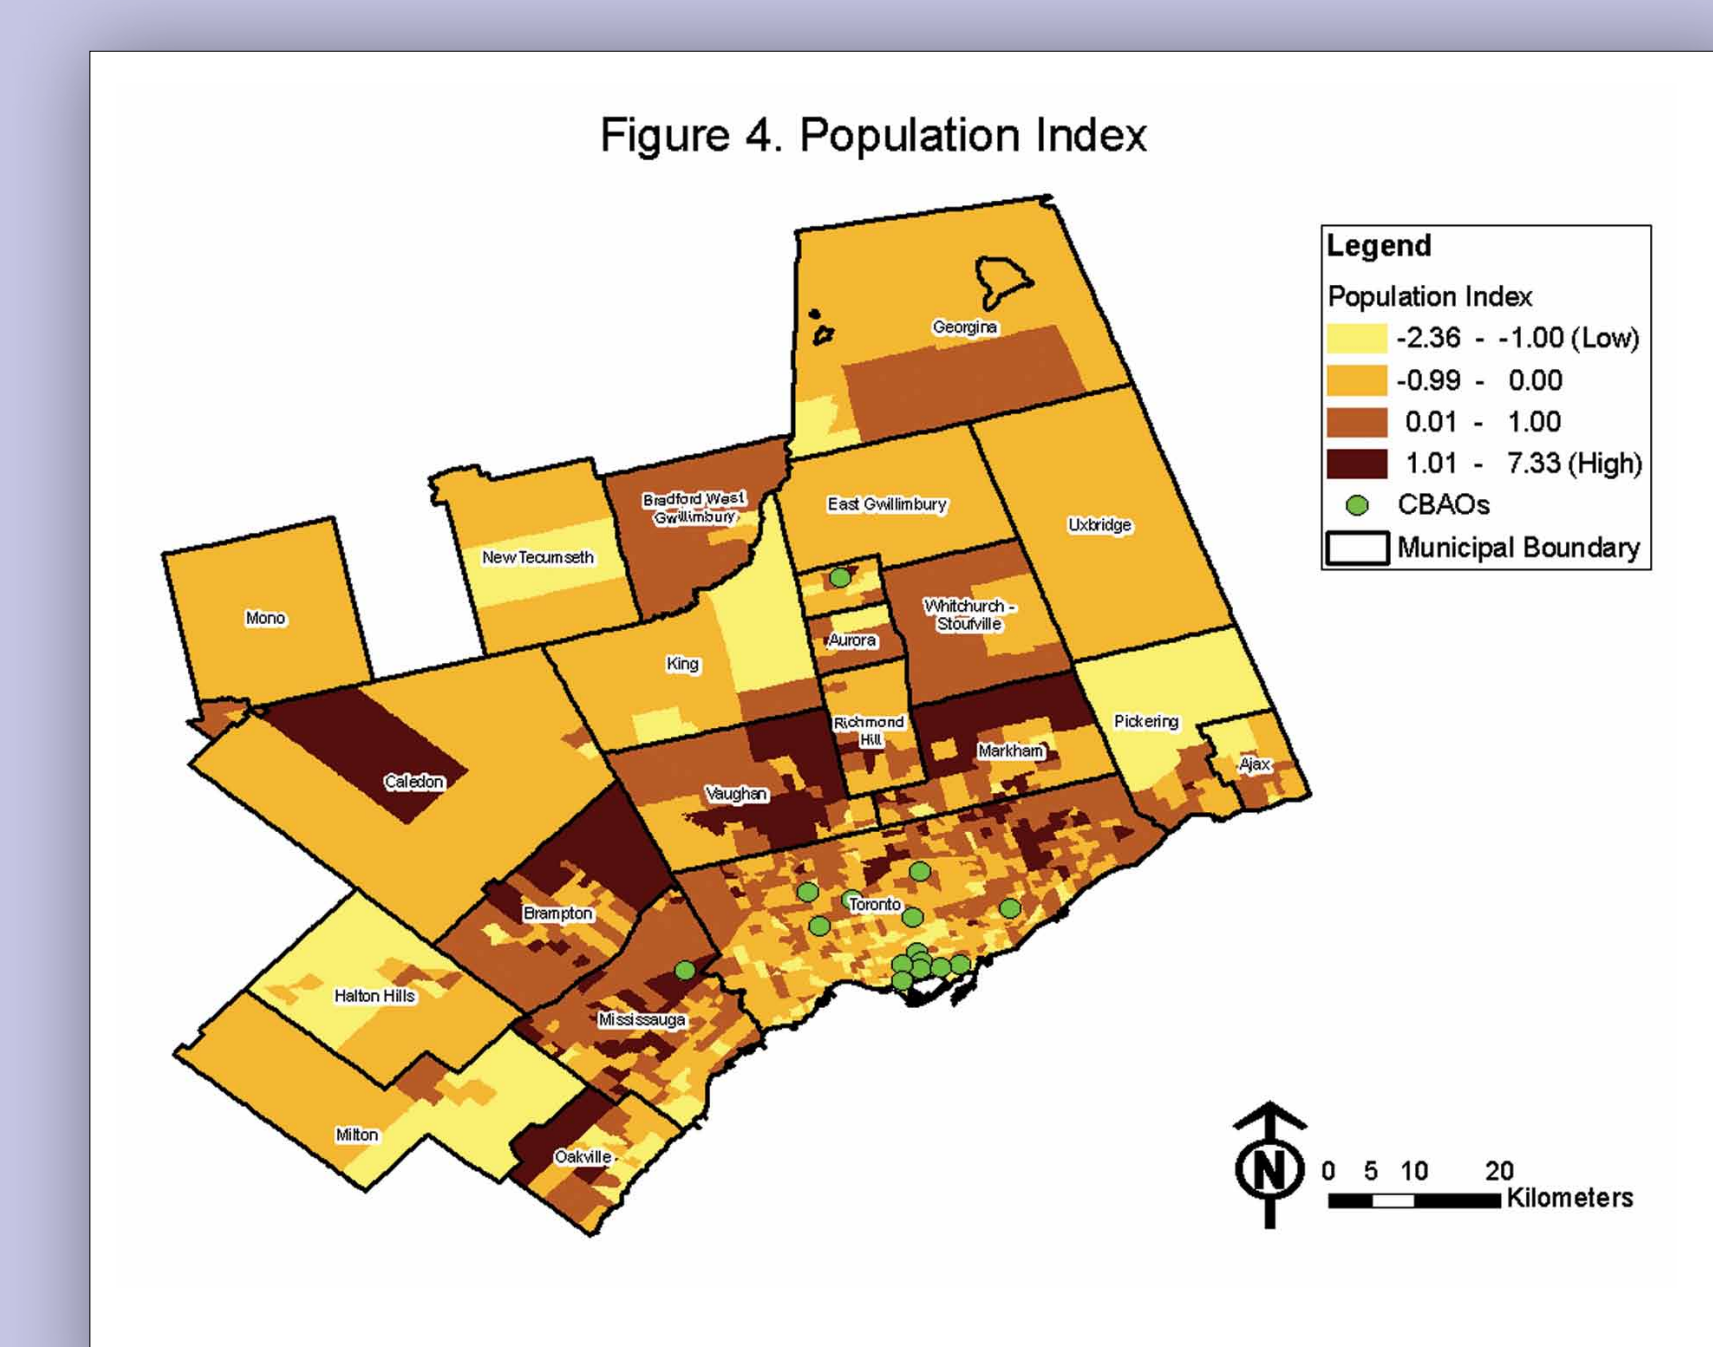 Figure 4. Population Index
Legend
Population Index
-2.36 - -1.00 (Low)
-0.99 - 0.00
0.01 - 1.00
1.01 - 7.33 (High)
CBAOs
Municipal Boundary
Georgina
Bradford West
Gwillimbury
East Gwillimbury
Uxbridge
New Tecumseth
Mono
Whitchurch -
Stoufville
Aurora
King
Richmond
Hill
Pickering
Markham
Ajax
Caledon
Vaughan
Toronto
Brampton
Halton Hills
Mississauga
Milton
Oakville
N
0 5 10 20
Kilometers